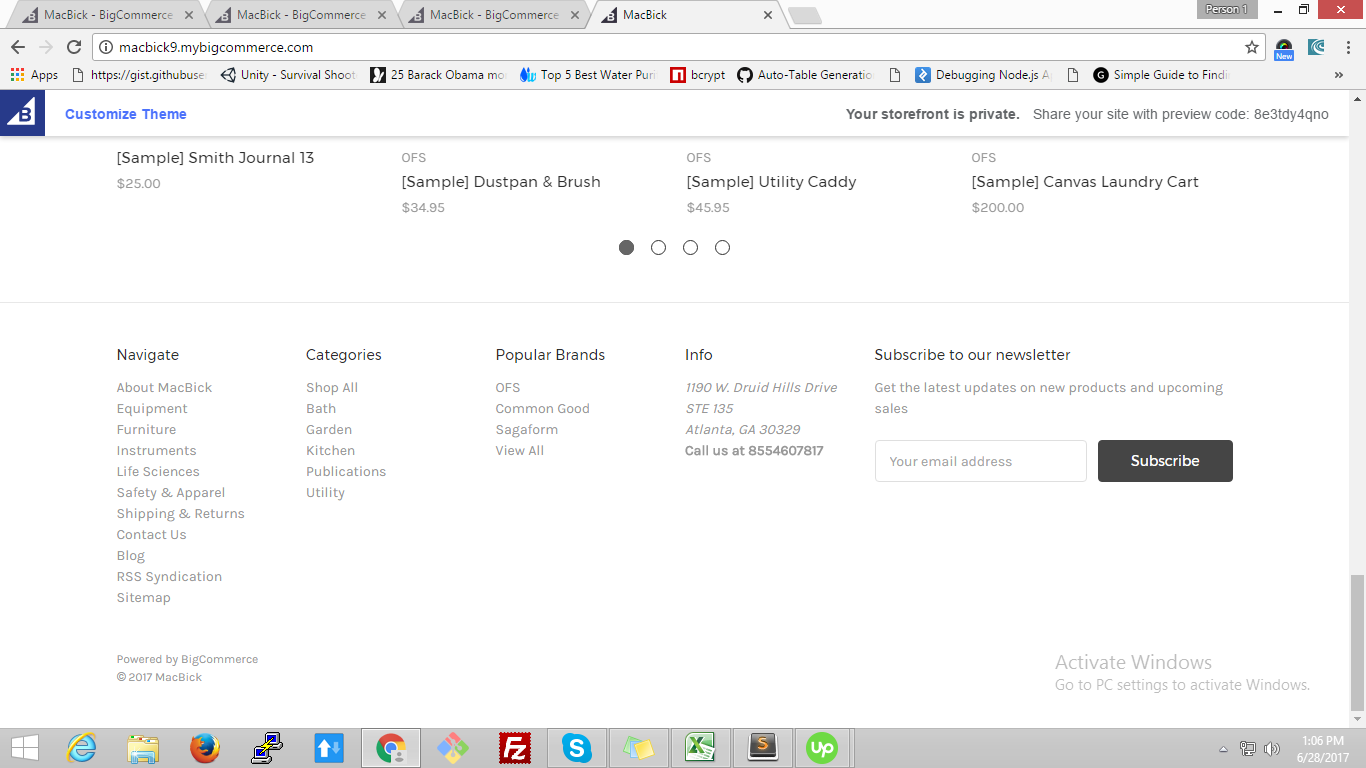 MacBick - BigCommerce
MacBick - BigCommerce
MacBick - BigCommerce
MacBick
Person 1
macbick9.mybigcommerce.com
Apps
https://gist.githubuse
Unity - Survival Shoot
25 Barack Obama mo
Top 5 Best Water Puri
bcrypt
Auto-Table Generatio
Debugging Node.js A
Simple Guide to Findi
»
New
Customize Theme
Your storefront is private. Share your site with preview code: 8e3tdy4qno
[Sample] Smith Journal 13
$25.00
OFS
[Sample] Dustpan & Brush
$34.95
OFS
[Sample] Utility Caddy
$45.95
OFS
[Sample] Canvas Laundry Cart
$200.00
Navigate
About MacBick
Equipment
Furniture
Instruments
Life Sciences
Safety & Apparel
Shipping & Returns
Contact Us
Blog
RSS Syndication
Sitemap
Categories
Shop All
Bath
Garden
Kitchen
Publications
Utility
Popular Brands
OFS
Common Good
Sagaform
View All
Info
1190 W. Druid Hills Drive
STE 135
Atlanta, GA 30329
Call us at 8554607817
Subscribe to our newsletter
Get the latest updates on new products and upcoming
sales
Your email address
Subscribe
Powered by BigCommerce
© 2017 MacBick
Activate Windows
Go to PC settings to activate Windows.
1:06 PM
6/28/2017